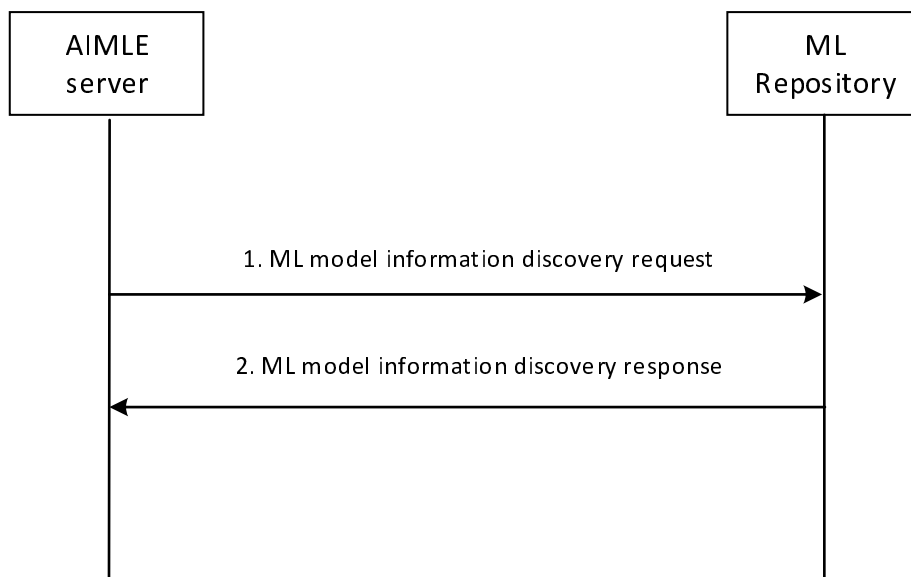 AIMLE
server
ML
Repository
1. ML model information discovery request
2. ML model information discovery response